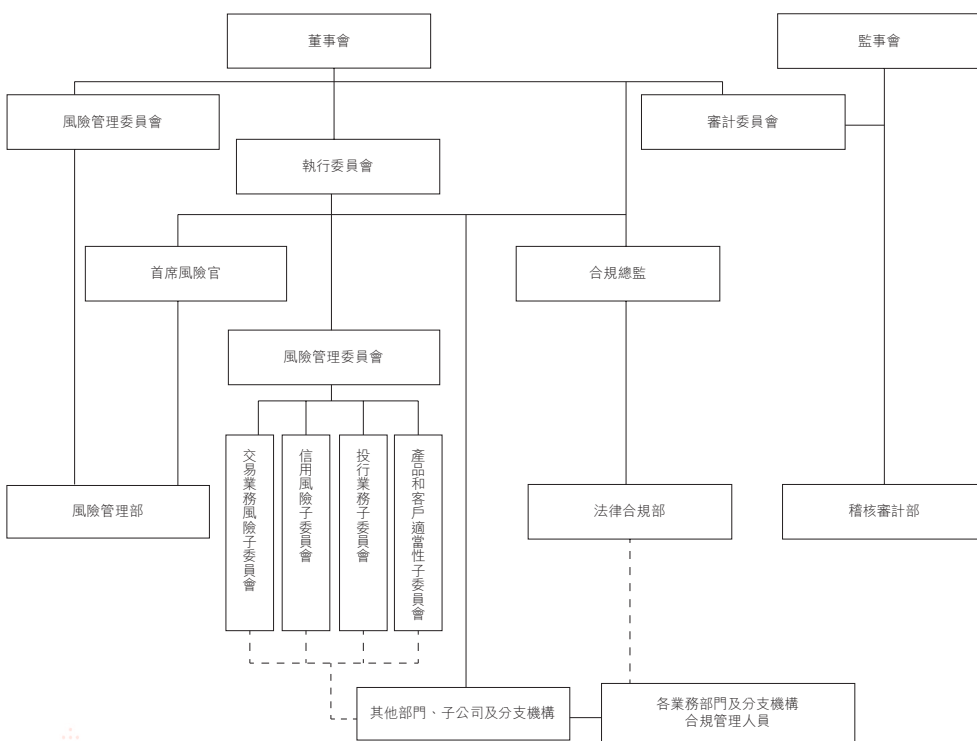 董事會
監事會
風險管理委員會
審計委員會
執行委員會
首席風險官
合規總監
風險管理委員會
交易業務風險子委員會
信用風險子委員會
投行業務子委員會
產品和客戶適當性子委員會
風險管理部
法律合規部
稽核審計部
其他部門、子公司及分支機構
各業務部門及分支機構
合規管理人員